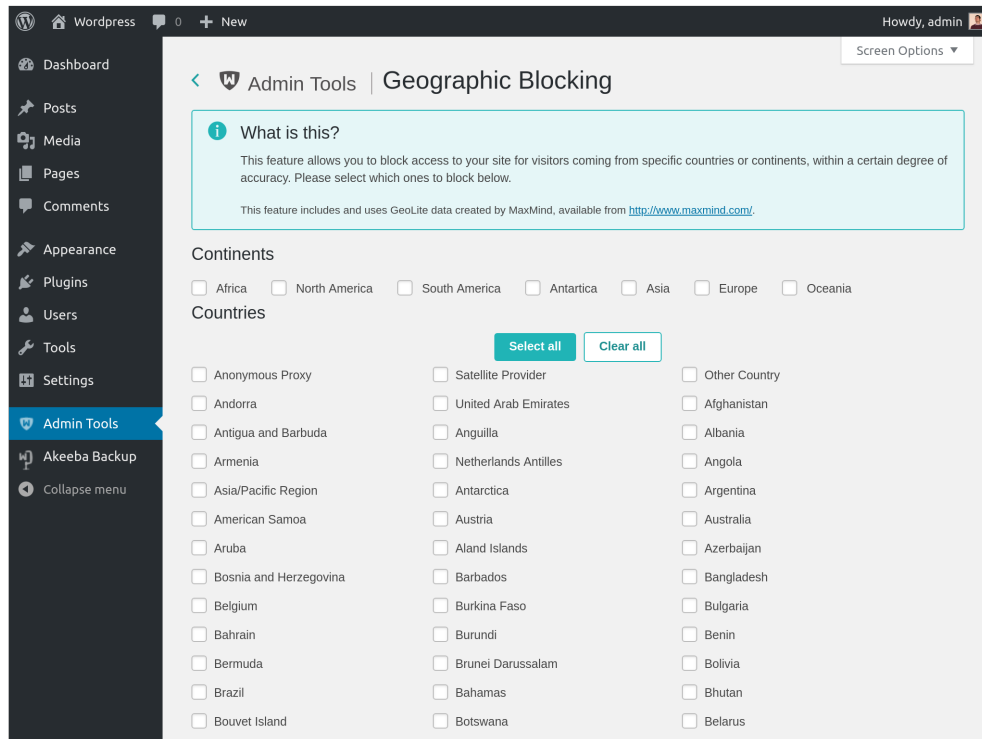 Wordpress 0 New Howdy, admin
Screen Options
Dashboard
Posts
Media
Pages
Comments
Appearance
Plugins
Users
Tools
Settings
Admin Tools
Akeeba Backup
Collapse menu
Admin Tools | Geographic Blocking
What is this?
This feature allows you to block access to your site for visitors coming from specific countries or continents, within a certain degree of
accuracy. Please select which ones to block below.
This feature includes and uses GeoLite data created by MaxMind, available from http://www.maxmind.com/.
Continents
Africa North America South America Antartica Asia Europe Oceania
Countries
Select all Clear all
Anonymous Proxy Satellite Provider Other Country
Andorra United Arab Emirates Afghanistan
Antigua and Barbuda Anguilla Albania
Armenia Netherlands Antilles Angola
Asia/Pacific Region Antarctica Argentina
American Samoa Austria Australia
Aruba Aland Islands Azerbaijan
Bosnia and Herzegovina Barbados Bangladesh
Belgium Burkina Faso Bulgaria
Bahrain Burundi Benin
Bermuda Brunei Darussalam Bolivia
Brazil Bahamas Bhutan
Bouvet Island Botswana Belarus